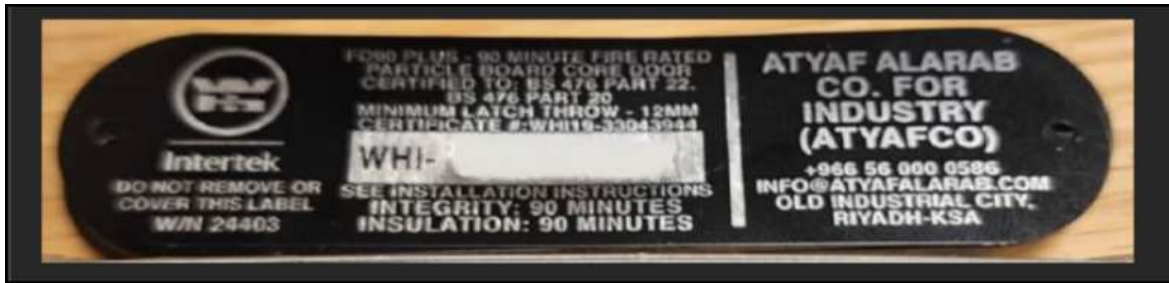 WH
Intertek
DO NOT REMOVE OR
COVER THIS LABEL
W/N 24403
FD90 PLUS - 90 MINUTE FIRE RATED
PARTICLE BOARD CORE DOOR
CERTIFIED TO: BS 476 PART 22.
BS 476 PART 20
MINIMUM LATCH THROW - 12MM
CERTIFICATE #:WHI19-33043944
WHI-
SEE INSTALLATION INSTRUCTIONS
INTEGRITY: 90 MINUTES
INSULATION: 90 MINUTES
ATYAF ALARAB
CO. FOR
INDUSTRY
(ATYAFCO)
+966 56 000 0586
INFO@ATYAFALARAB.COM
OLD INDUSTRIAL CITY,
RIYADH-KSA